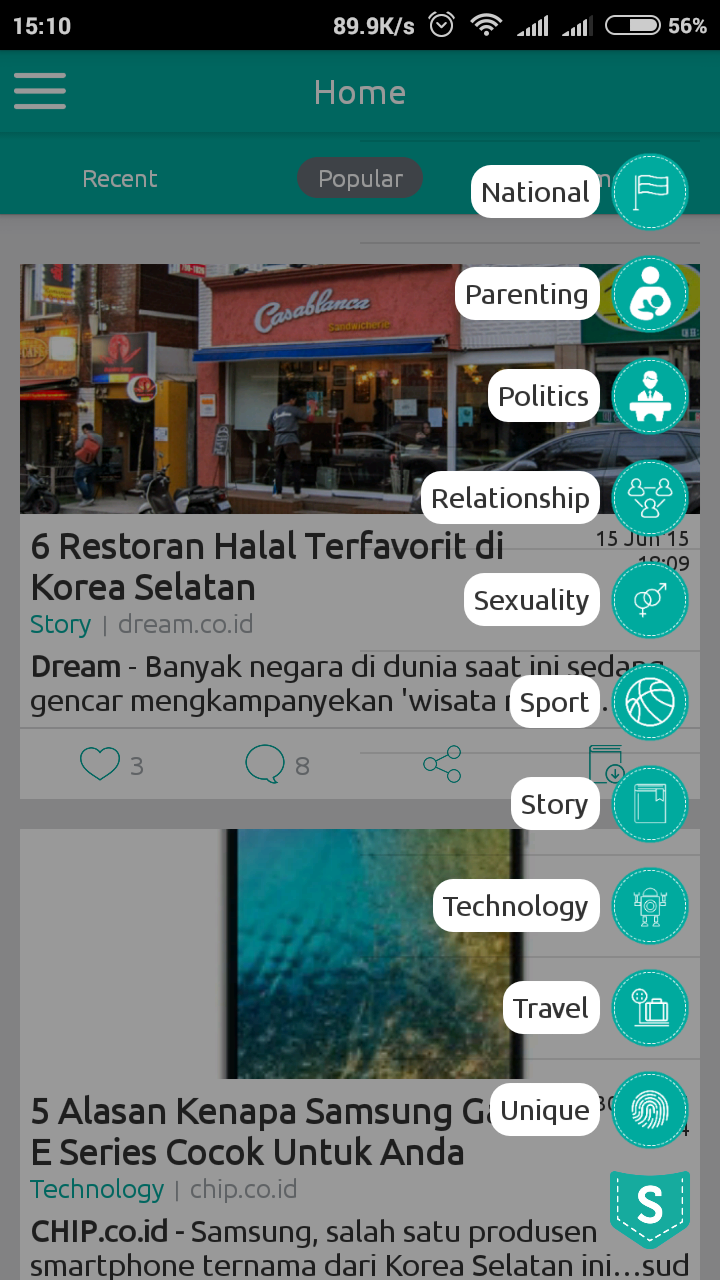 15:10
89.9K/s
56%
Home
Recent
Popular
National
Parenting
Casablanca
Sandwicherie
Politics
Relationship
6 Restoran Halal Terfavorit di
15 Jun 15
Korea Selatan
18:09
Sexuality
Story | dream.co.id
Dream - Banyak negara di dunia saat ini sedang
gencar mengkampanyekan 'wisata
Sport
3
8
Story
Technology
Travel
5 Alasan Kenapa Samsung
Unique
E Series Cocok Untuk Anda
Technology | chip.co.id
S
CHIP.co.id - Samsung, salah satu produsen
smartphone ternama dari Korea Selatan ini...sud